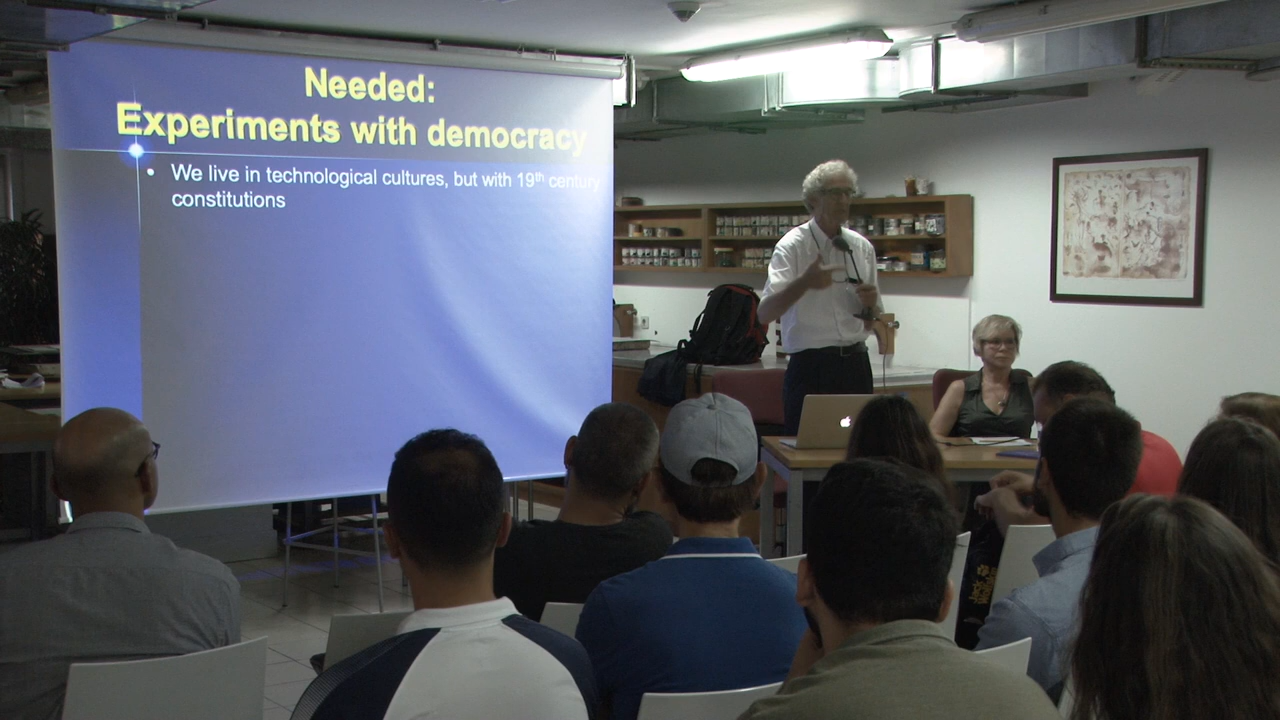 Needed:
Experiments with democracy
• We live in technological cultures, but with 19th century
constitutions